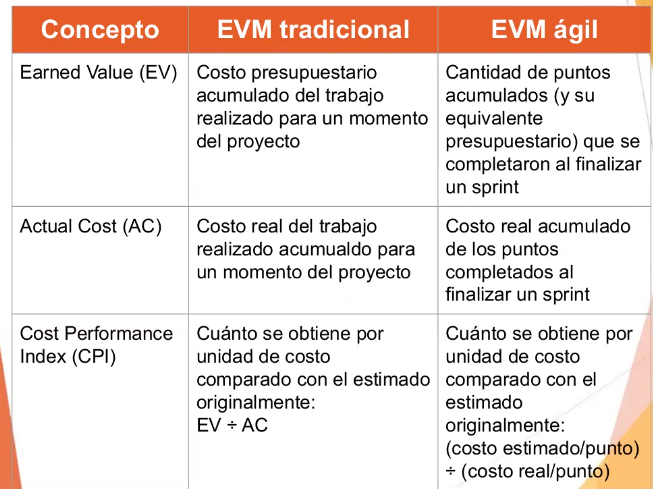 Concepto
EVM tradicional
EVM ágil
Earned Value (EV)
Costo presupuestario
acumulado del trabajo
realizado para un momento
del proyecto
Cantidad de puntos
acumulados (y su
equivalente
presupuestario) que se
completaron al finalizar
un sprint
Actual Cost (AC)
Costo real del trabajo
realizado acumualdo para
un momento del proyecto
Costo real acumulado
de los puntos
completados al
finalizar un sprint
Cost Performance
Index (CPI)
Cuánto se obtiene por
unidad de costo
comparado con el estimado
originalmente:
EV ÷ AC
Cuánto se obtiene por
unidad de costo
comparado con el
estimado
originalmente:
(costo estimado/punto)
÷ (costo real/punto)